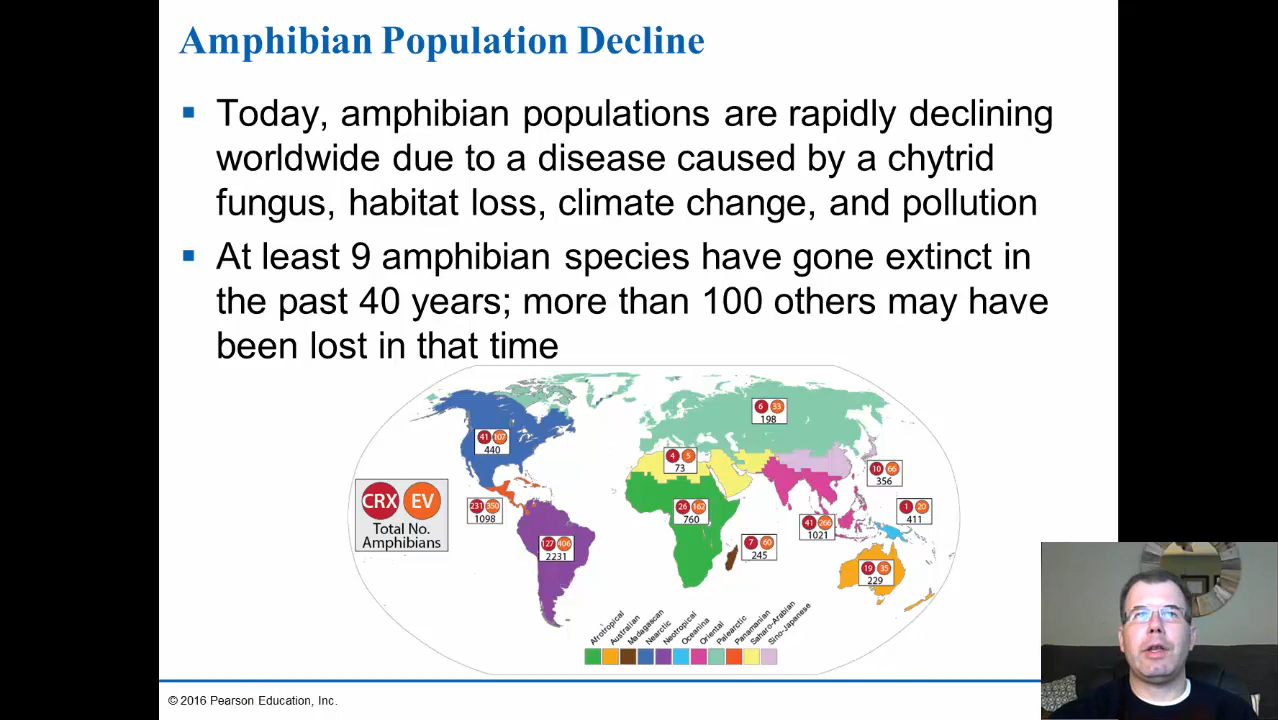 Amphibian Population Decline
Today, amphibian populations are rapidly declining
worldwide due to a disease caused by a chytrid
fungus, habitat loss, climate change, and pollution
At least 9 amphibian species have gone extinct in
the past 40 years; more than 100 others may have
been lost in that time
6 33
198
41 107
440
4 5
73
10 66
356
CRX EV
Total No.
Amphibians
231 350
1098
26 162
760
1 20
411
41 266
1021
127 406
2231
7 60
245
19 35
229
Afrotropical
Australian
Madagascan
Nearctic
Neotropical
Oceanina
Oriental
Palearctic
Panamanian
Saharo-Arabian
Sino-Japanese
© 2016 Pearson Education, Inc.